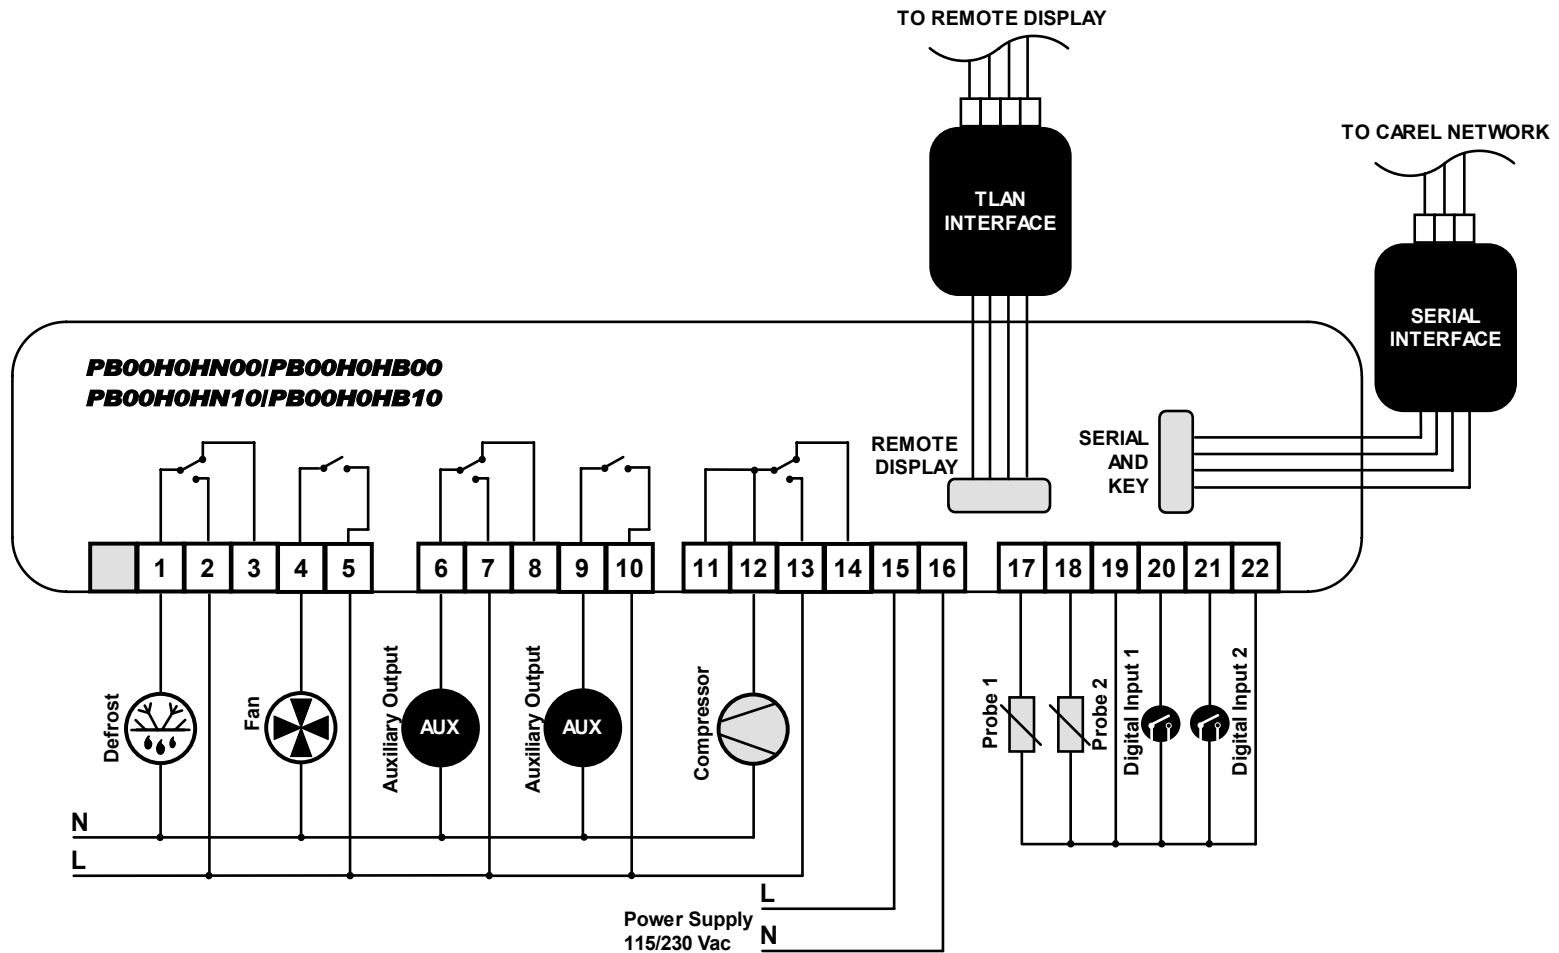 TO REMOTE DISPLAY
TO CAREL NETWORK
TLAN
INTERFACE
SERIAL
INTERFACE
PB00H0HN00/PB00H0HB00
PB00H0HN10/PB00H0HB10
REMOTE
DISPLAY
SERIAL
AND
KEY
1 2 3 4 5 6 7 8 9 10 11 12 13 14 15 16 17 18 19 20 21 22
Defrost
Fan
Auxiliary Output
AUX
Auxiliary Output
AUX
Compressor
Probe 1
Probe 2
Digital Input 1
Digital Input 2
N
L
L
Power Supply
115/230 Vac
N